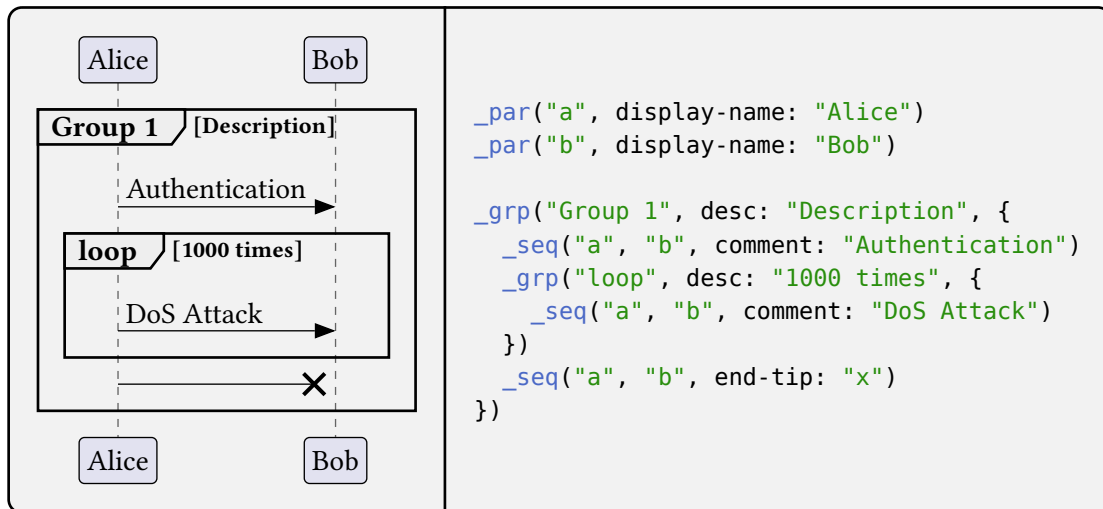 Alice Bob
Group 1 [Description]
Authentication
loop [1000 times]
DoS Attack
Alice Bob
_par("a", display-name: "Alice")
_par("b", display-name: "Bob")

_grp("Group 1", desc: "Description", {
  _seq("a", "b", comment: "Authentication")
  _grp("loop", desc: "1000 times", {
    _seq("a", "b", comment: "DoS Attack")
  })
  _seq("a", "b", end-tip: "x")
})